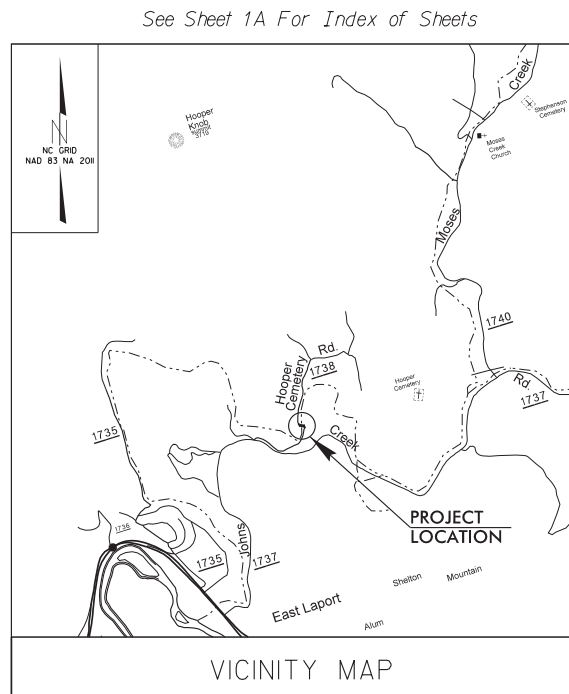 See Sheet 1A For Index of Sheets
NC GRID
NAD 83 NA 2011
Hooper
Knob
3710
Creek
Stephenson
Cemetery
Moses
Creek
Church
Moses
1740
Rd.
1738
Hooper
Cemetery
Hooper
Cemetery
Rd.
1737
1735
Creek
PROJECT
LOCATION
1736
1735
Johns
1737
East Laport
Shelton
Mountain
Alum
VICINITY MAP